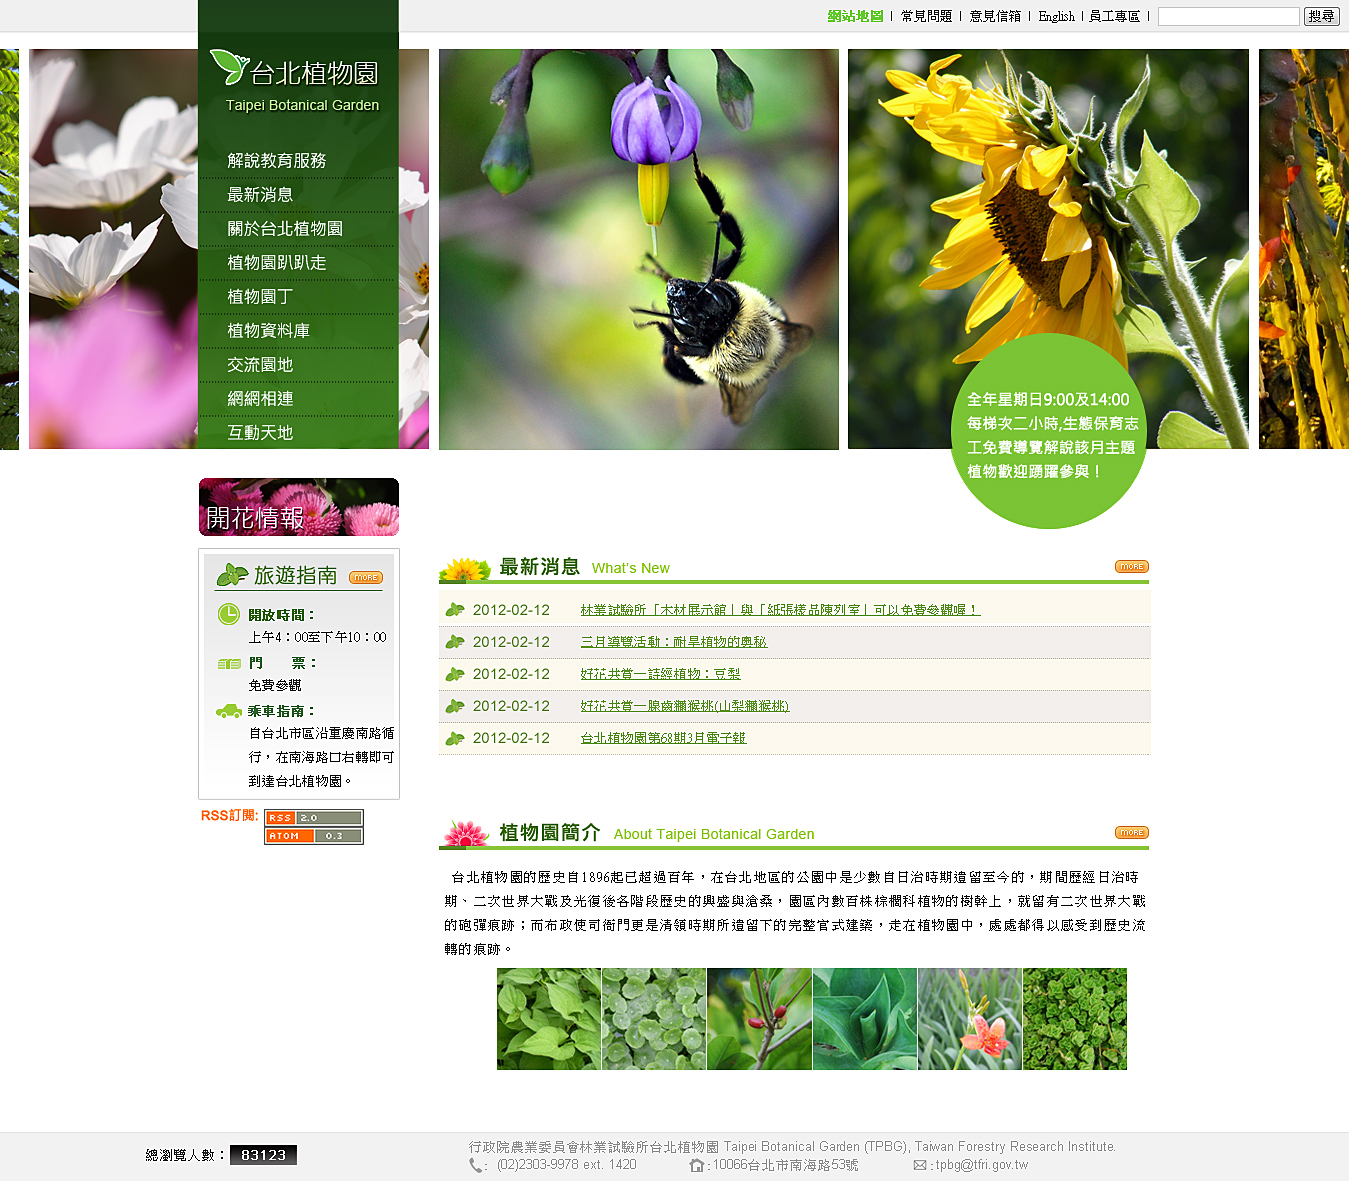 網站地圖 | 常見問題 | 意見信箱 | English | 員工專區 | 搜尋
台北植物園
Taipei Botanical Garden
解說教育服務
最新消息
關於台北植物園
植物園趴趴走
植物園丁
植物資料庫
交流園地
網網相連
互動天地
全年星期日9:00及14:00
每梯次二小時,生態保育志
工免費導覽解說該月主題
植物歡迎踴躍參與！
開花情報
旅遊指南 MORE
開放時間：
上午4：00至下午10：00
門　　票：
免費參觀
乘車指南：
自台北市區沿重慶南路循
行，在南海路口右轉即可
到達台北植物園。
RSS訂閱: RSS 2.0
ATOM 0.3
最新消息 What's New MORE
2012-02-12 林業試驗所「木材展示館」與「紙張樣品陳列室」可以免費參觀囉！
2012-02-12 三月導覽活動：耐旱植物的奧秘
2012-02-12 好花共賞一詩經植物：豆梨
2012-02-12 好花共賞一腺齒獼猴桃(山梨獼猴桃)
2012-02-12 台北植物園第68期3月電子報
植物園簡介 About Taipei Botanical Garden MORE
台北植物園的歷史自1896起已超過百年，在台北地區的公園中是少數自日治時期遺留至今的，期間歷經日治時
期、二次世界大戰及光復後各階段歷史的興盛與滄桑，園區內數百株棕櫚科植物的樹幹上，就留有二次世界大戰
的砲彈痕跡；而布政使司衙門更是清領時期所遺留下的完整官式建築，走在植物園中，處處都得以感受到歷史流
轉的痕跡。
總瀏覽人數： 83123
行政院農業委員會林業試驗所台北植物園 Taipei Botanical Garden (TPBG), Taiwan Forestry Research Institute.
: (02)2303-9978 ext. 1420 :10066台北市南海路53號 :tpbg@tfri.gov.tw